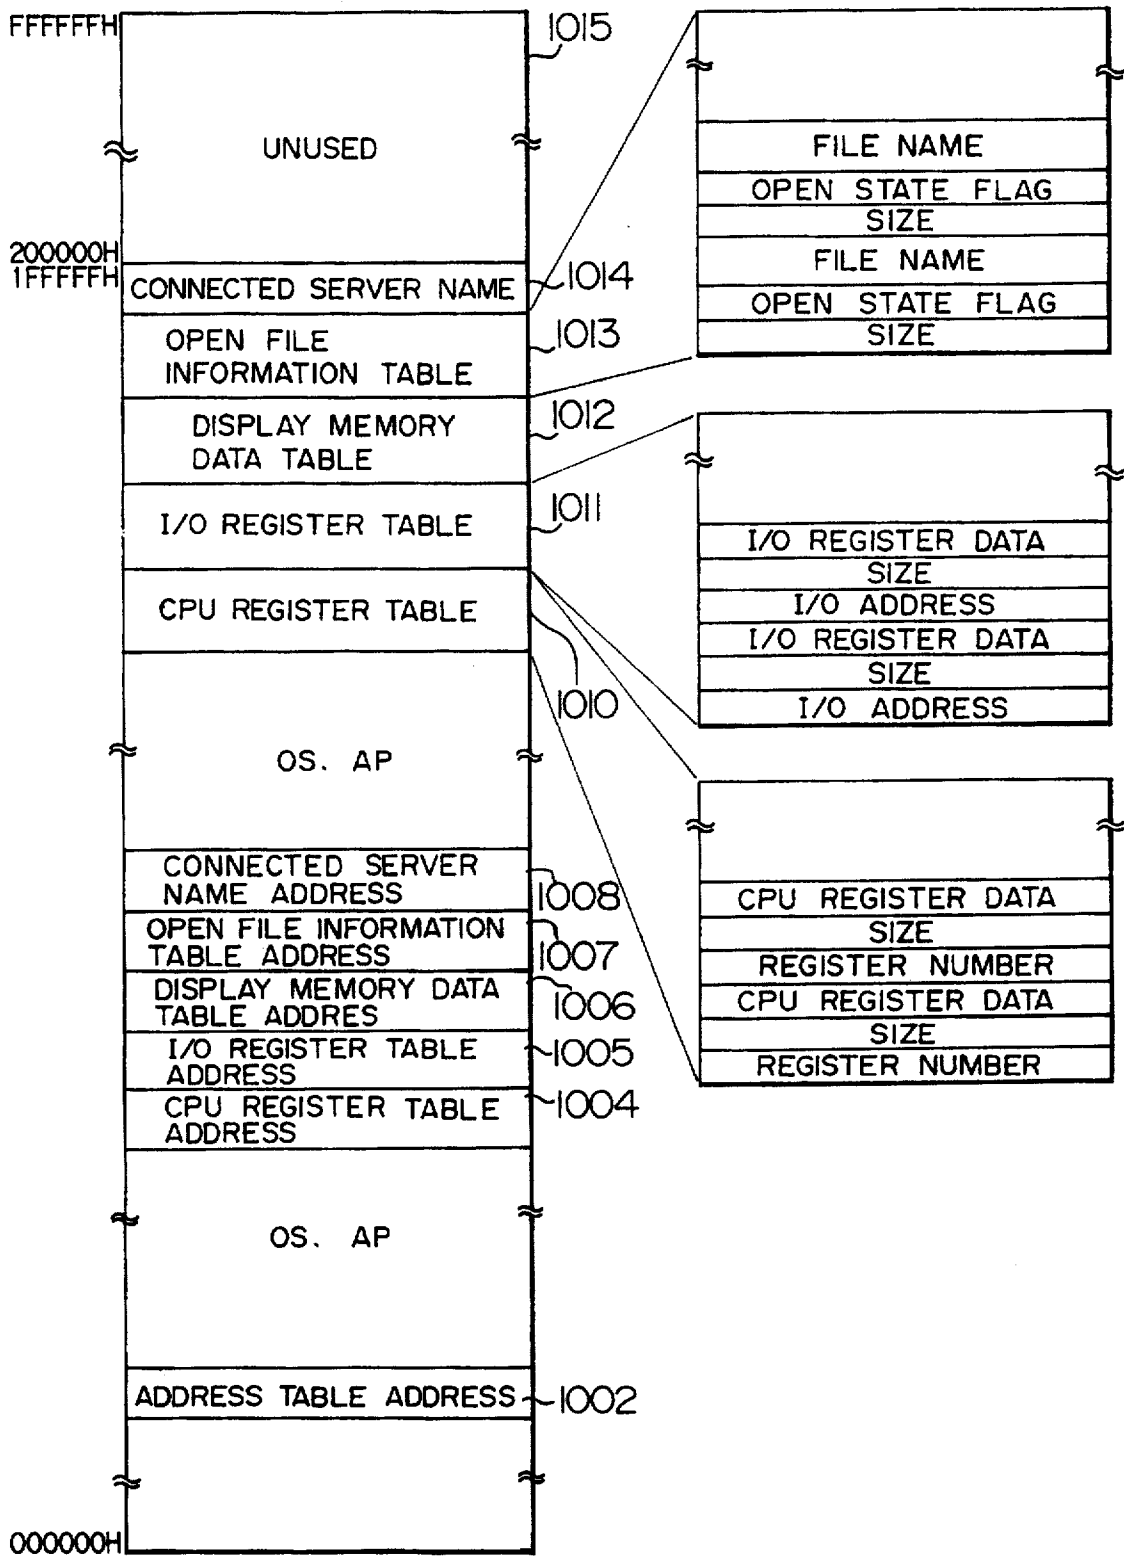 FFFFFFH
1015
UNUSED
200000H
1FFFFFH
CONNECTED SERVER NAME
1014
OPEN FILE
INFORMATION TABLE
1013
DISPLAY MEMORY
DATA TABLE
1012
I/O REGISTER TABLE
1011
CPU REGISTER TABLE
1010
OS. AP
CONNECTED SERVER
NAME ADDRESS
1008
OPEN FILE INFORMATION
TABLE ADDRESS
1007
DISPLAY MEMORY DATA
TABLE ADDRES
1006
I/O REGISTER TABLE
ADDRESS
1005
CPU REGISTER TABLE
ADDRESS
1004
OS. AP
ADDRESS TABLE ADDRESS
1002
000000H
FILE NAME
OPEN STATE FLAG
SIZE
FILE NAME
OPEN STATE FLAG
SIZE
I/O REGISTER DATA
SIZE
I/O ADDRESS
I/O REGISTER DATA
SIZE
I/O ADDRESS
CPU REGISTER DATA
SIZE
REGISTER NUMBER
CPU REGISTER DATA
SIZE
REGISTER NUMBER